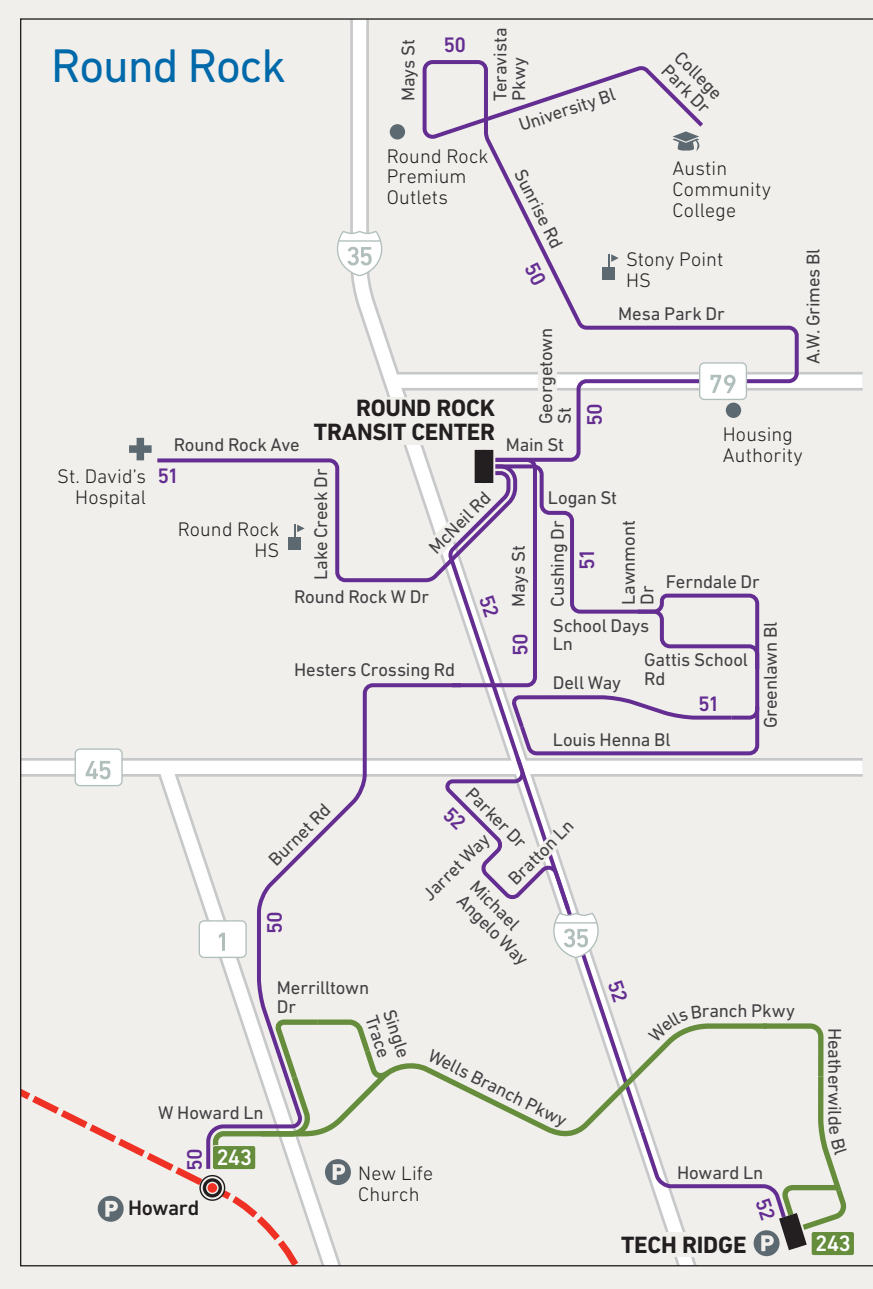 Round Rock
50
Mays St
Teravista
Pkwy
College
Park Dr
University Bl
Round Rock
Premium
Outlets
Austin
Community
College
Sunrise Rd
50
35
Stony Point
HS
A.W. Grimes Bl
Mesa Park Dr
79
Georgetown
St
50
ROUND ROCK
TRANSIT CENTER
Housing
Authority
Main St
Round Rock Ave
51
St. David's
Hospital
Lake Creek Dr
Round Rock
HS
McNeil Rd
Logan St
Mays St
Cushing Dr
51
Lawnmont
Dr
Ferndale Dr
Round Rock W Dr
52
50
School Days
Ln
Gattis School
Rd
Greenlawn Bl
Hesters Crossing Rd
Dell Way
51
Louis Henna Bl
45
Parker Dr
52
Burnet Rd
Jarret Way
Bratton Ln
Michael
Angelo Way
50
1
35
52
Merrilltown
Dr
Single
Trace
Wells Branch Pkwy
Wells Branch Pkwy
Heatherwilde Bl
W Howard Ln
50
243
P
New Life
Church
P
Howard
Howard Ln
52
TECH RIDGE
P
243